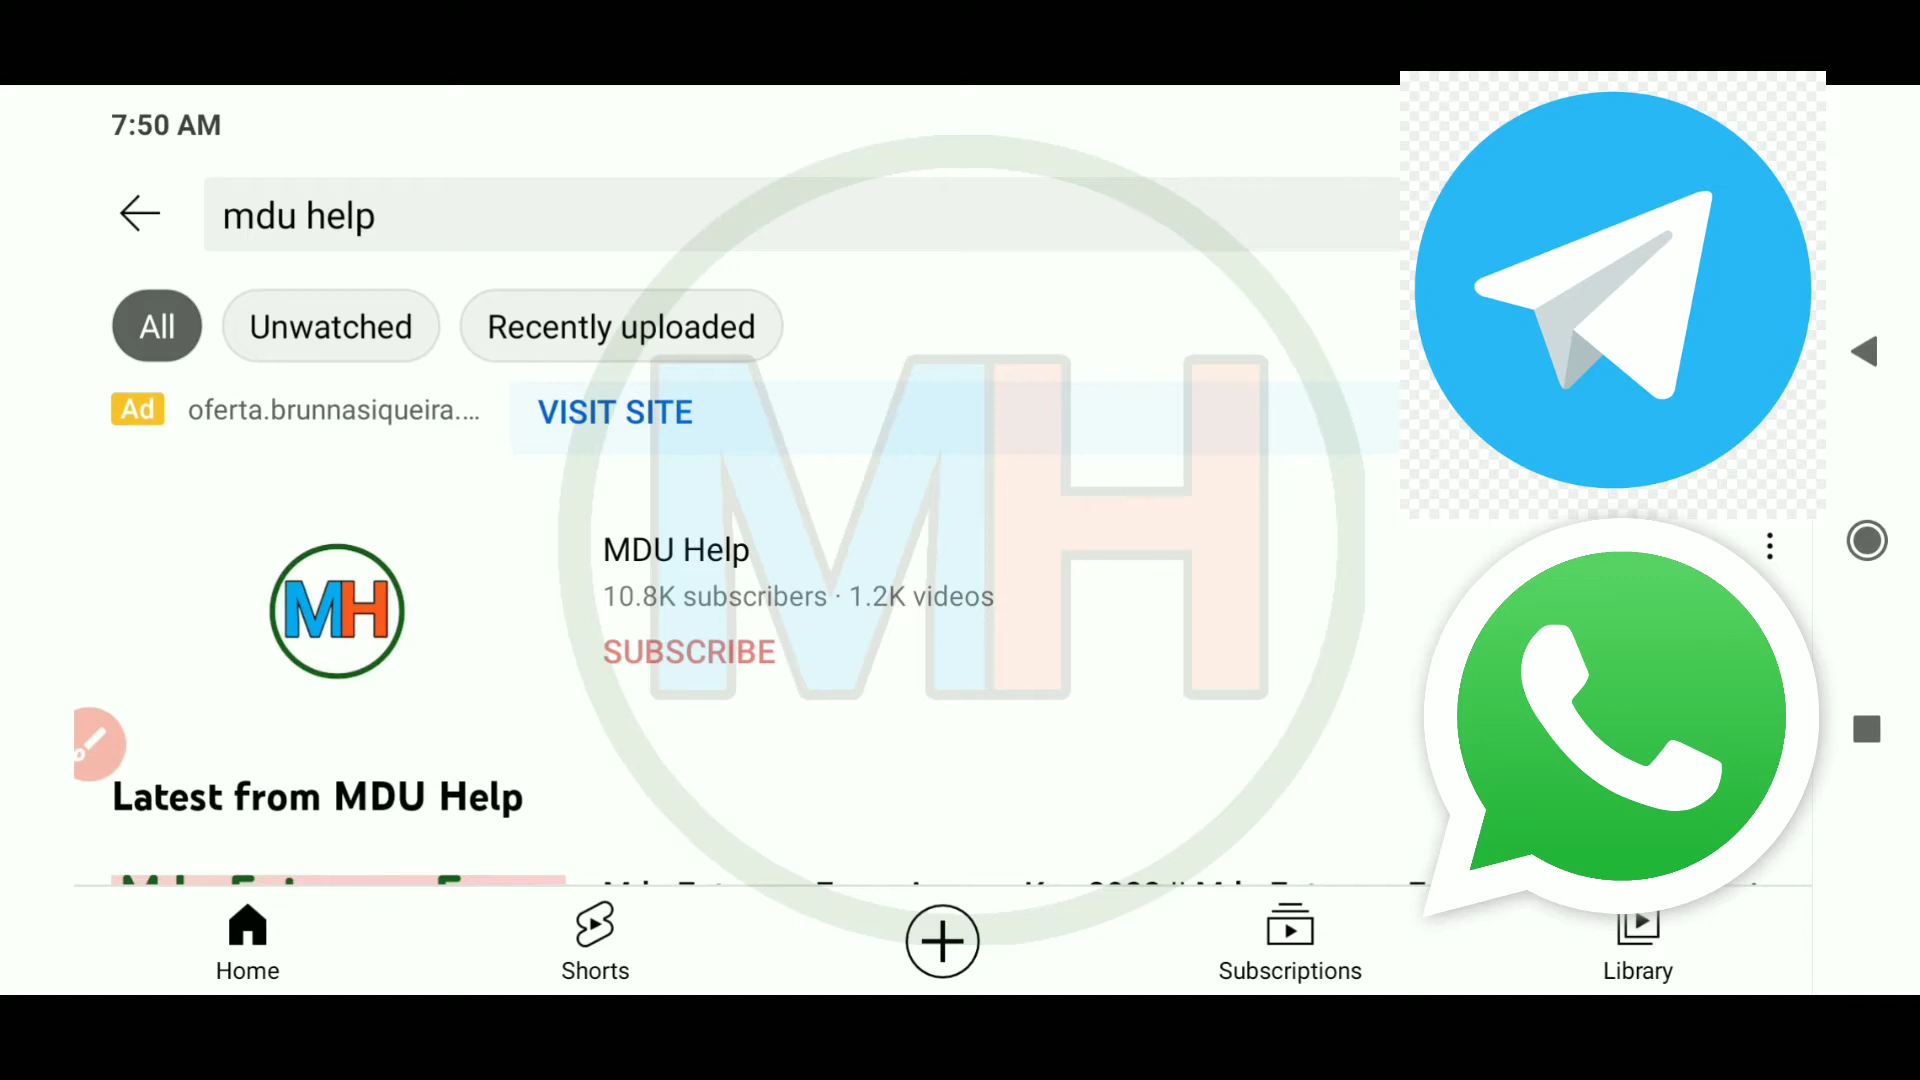 7:50 AM
mdu help
All
Unwatched
Recently uploaded
Ad
oferta.brunnasiqueira....
VISIT SITE
MH
MDU Help
10.8K subscribers · 1.2K videos
SUBSCRIBE
MH
Latest from MDU Help
Home
Shorts
Subscriptions
Library